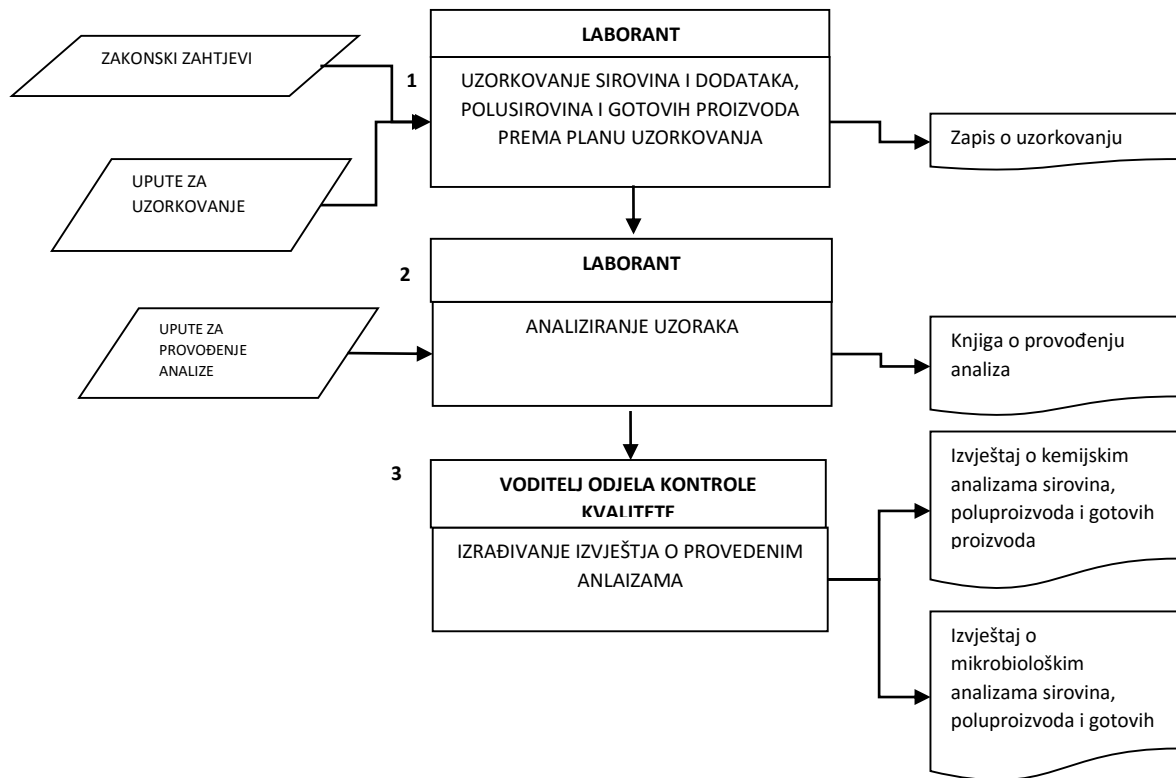 ZAKONSKI ZAHTJEVI
UPUTE ZA
UZORKOVANJE
1
LABORANT
UZORKOVANJE SIROVINA I DODATAKA,
POLUSIROVINA I GOTOVIH PROIZVODA
PREMA PLANU UZORKOVANJA
Zapis o uzorkovanju
UPUTE ZA
PROVOĐENJE
ANALIZE
2
LABORANT
ANALIZIRANJE UZORAKA
Knjiga o provođenju
analiza
3
VODITELJ ODJELA KONTROLE
KVALITETE
IZRAĐIVANJE IZVJEŠTJA O PROVEDENIM
ANLAIZAMA
Izvještaj o kemijskim
analizama sirovina,
poluproizvoda i gotovih
proizvoda
Izvještaj o
mikrobiološkim
analizama sirovina,
poluproizvoda i gotovih